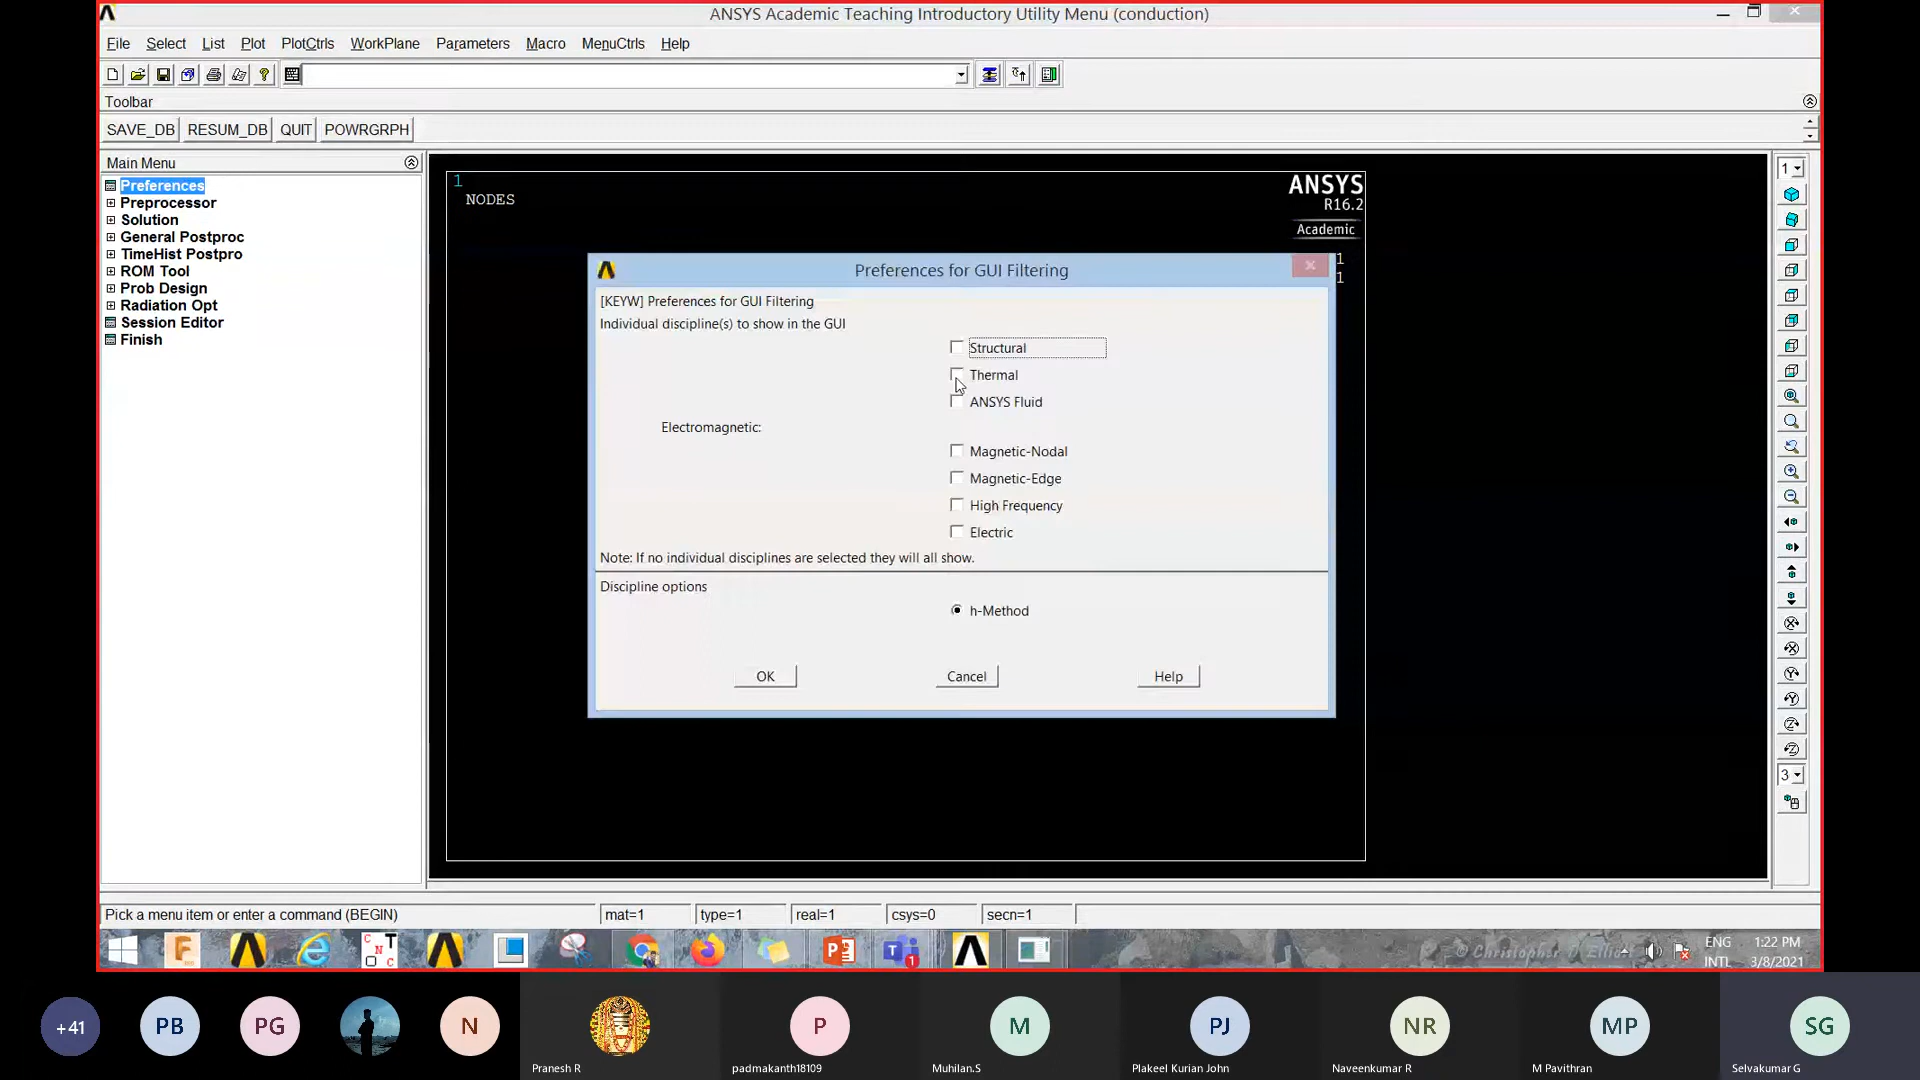 ANSYS Academic Teaching Introductory Utility Menu (conduction)
File Select List Plot PlotCtrls WorkPlane Parameters Macro MenuCtrls Help
Toolbar
SAVE_DB RESUM_DB QUIT POWRGRPH
Main Menu
Preferences
Preprocessor
Solution
General Postproc
TimeHist Postpro
ROM Tool
Prob Design
Radiation Opt
Session Editor
Finish
1
NODES
ANSYS
R16.2
Academic
1
1
Preferences for GUI Filtering
[KEYW] Preferences for GUI Filtering
Individual discipline(s) to show in the GUI
Structural
Thermal
ANSYS Fluid
Electromagnetic:
Magnetic-Nodal
Magnetic-Edge
High Frequency
Electric
Note: If no individual disciplines are selected they will all show.
Discipline options
h-Method
OK Cancel Help
1
3
Pick a menu item or enter a command (BEGIN) mat=1 type=1 real=1 csys=0 secn=1
ENG 1:22 PM
INTL 3/8/2021
+41 PB PG N P M PJ NR MP SG
Pranesh R padmakanth18109 Muhilan.S Plakeel Kurian John Naveenkumar R M Pavithran Selvakumar G